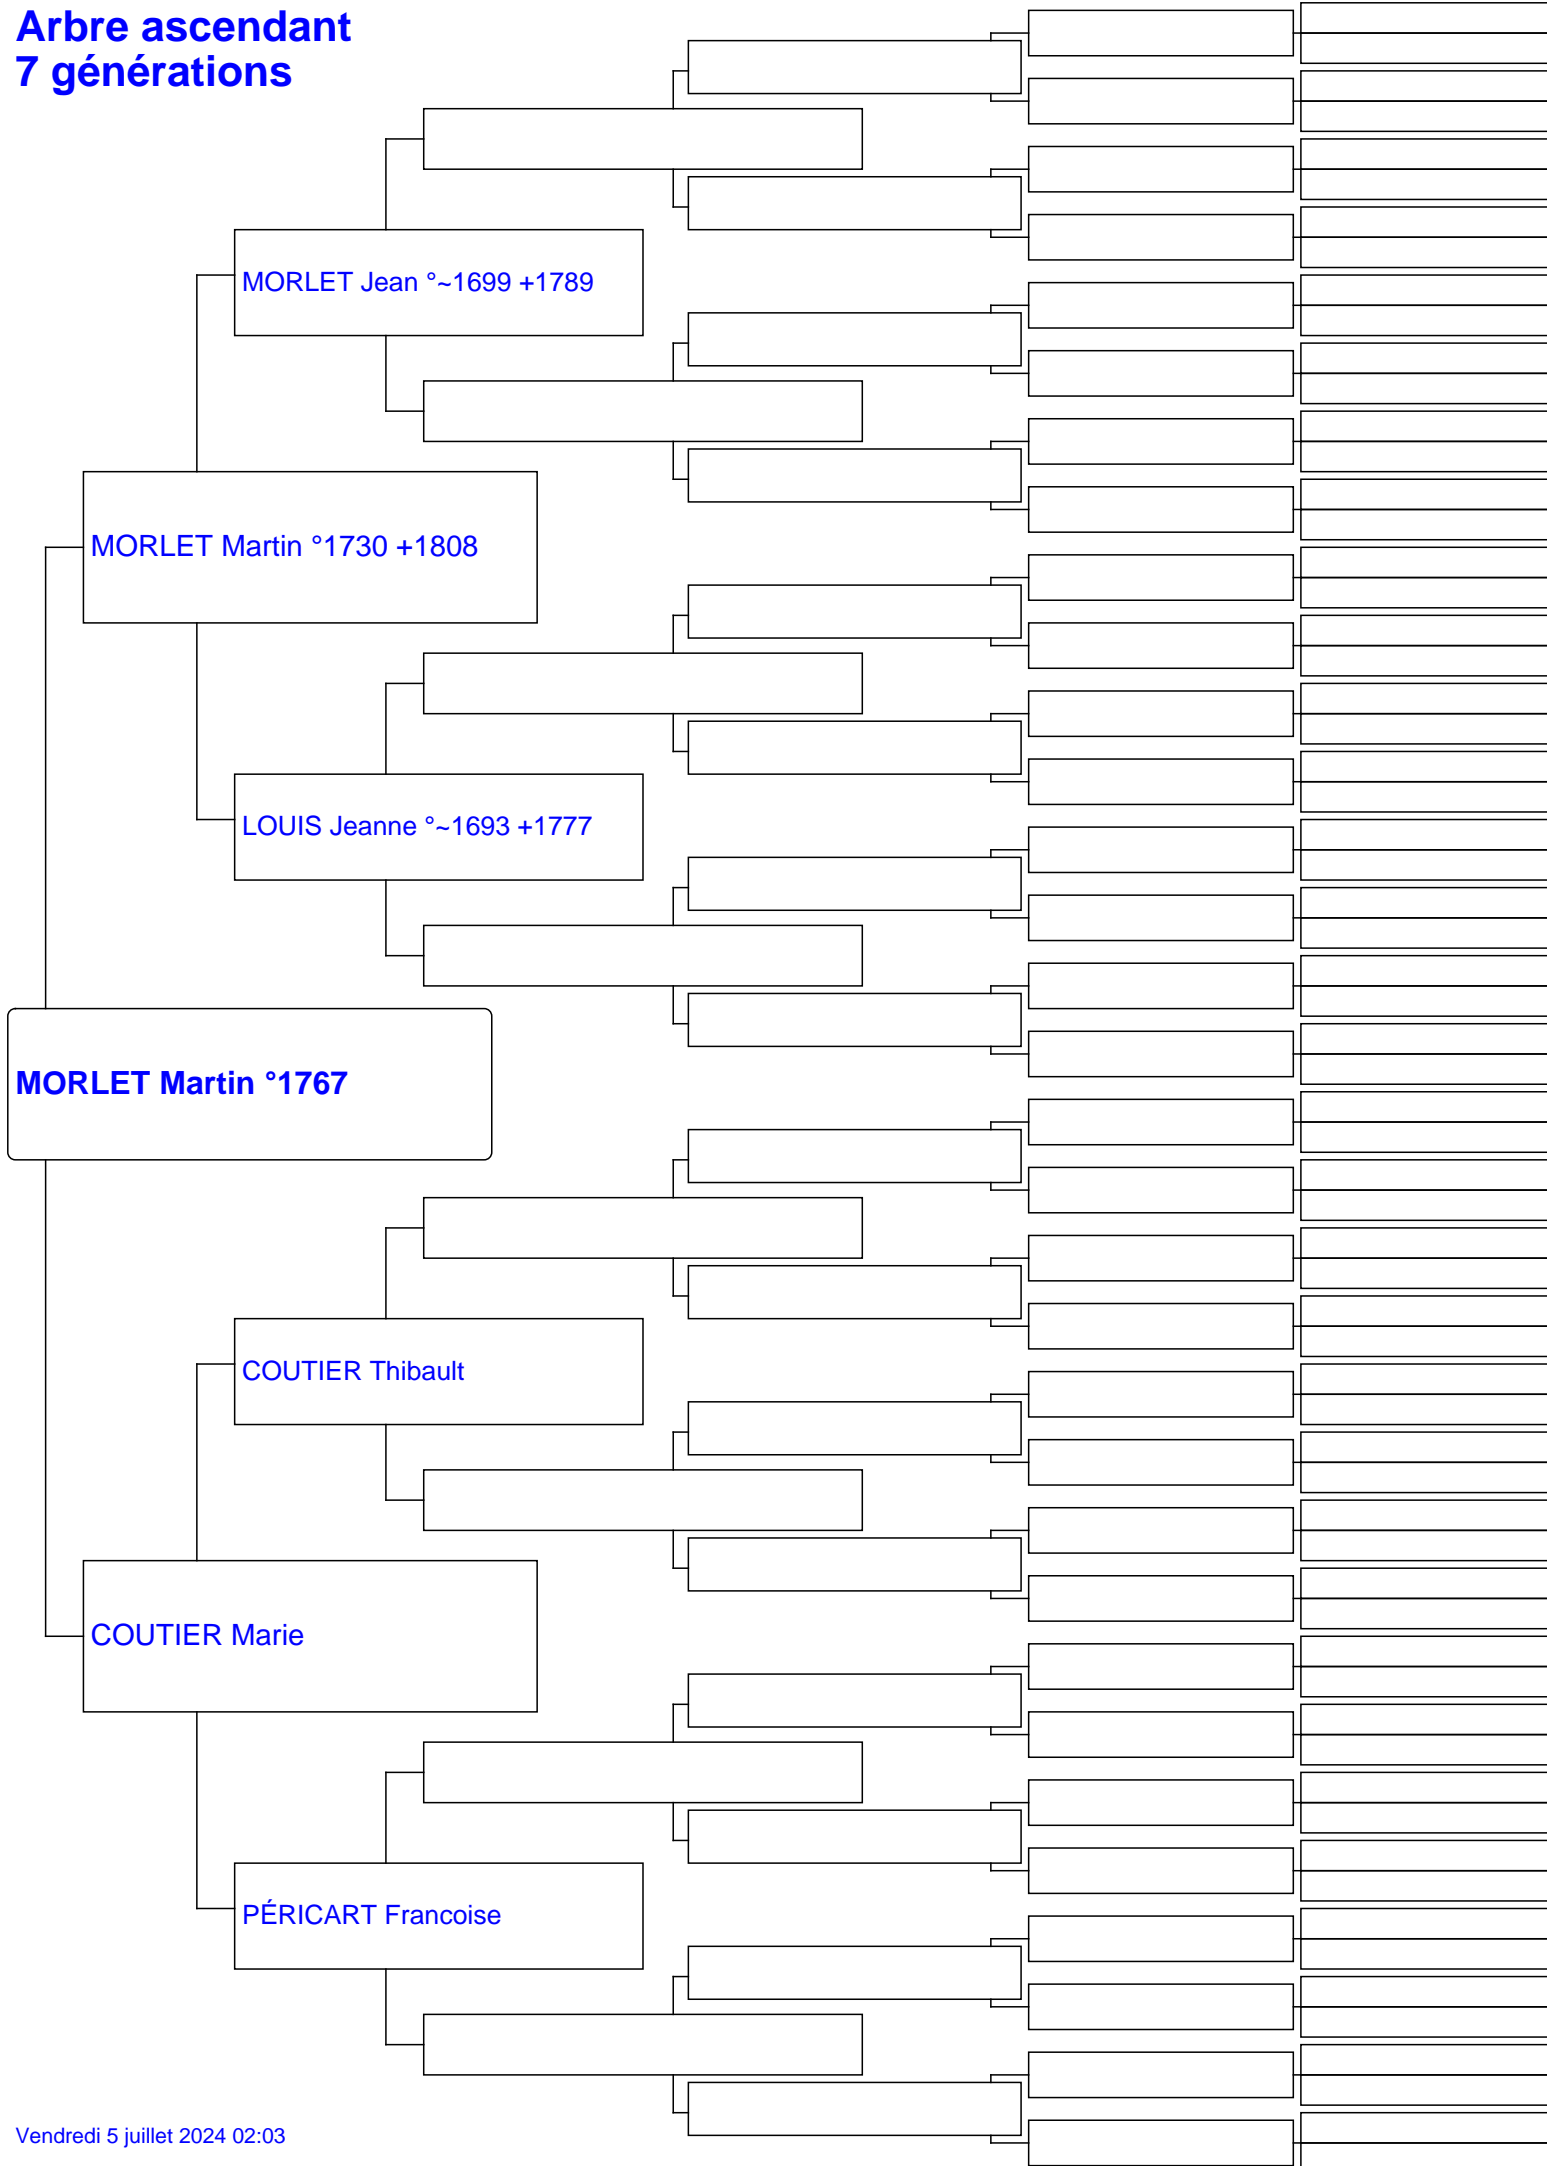 Arbre ascendant
7 générations
MORLET Jean °~1699 +1789
MORLET Martin °1730 +1808
LOUIS Jeanne °~1693 +1777
MORLET Martin °1767
COUTIER Thibault
COUTIER Marie
PÉRICART Francoise
Vendredi 5 juillet 2024 02:03